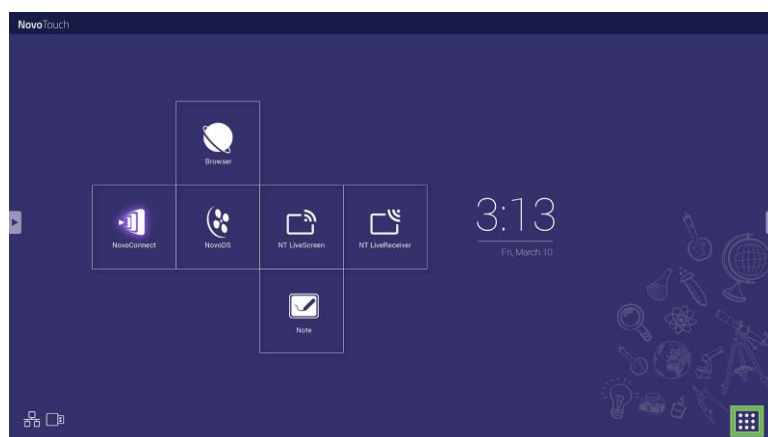 NovoTouch
Browser
NovoConnect
NovoDS
NT LiveScreen
NT LiveReceiver
3:13
Fri, March 10
Note